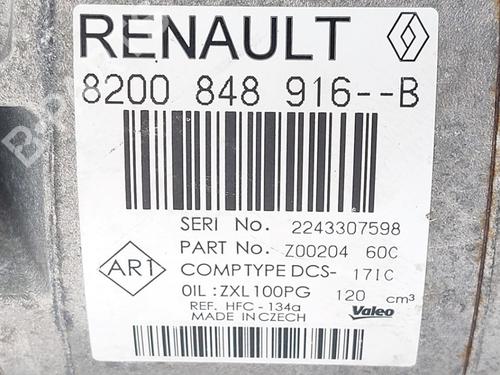 RENAULT
8200 848 916--B
SERI No. 2243307598
PART No. Z00204 60C
AR1
COMPTYPE DCS- 171C
OIL :ZXL100PG 120 cm³
REF. HFC - 134a
MADE IN CZECH
Valeo